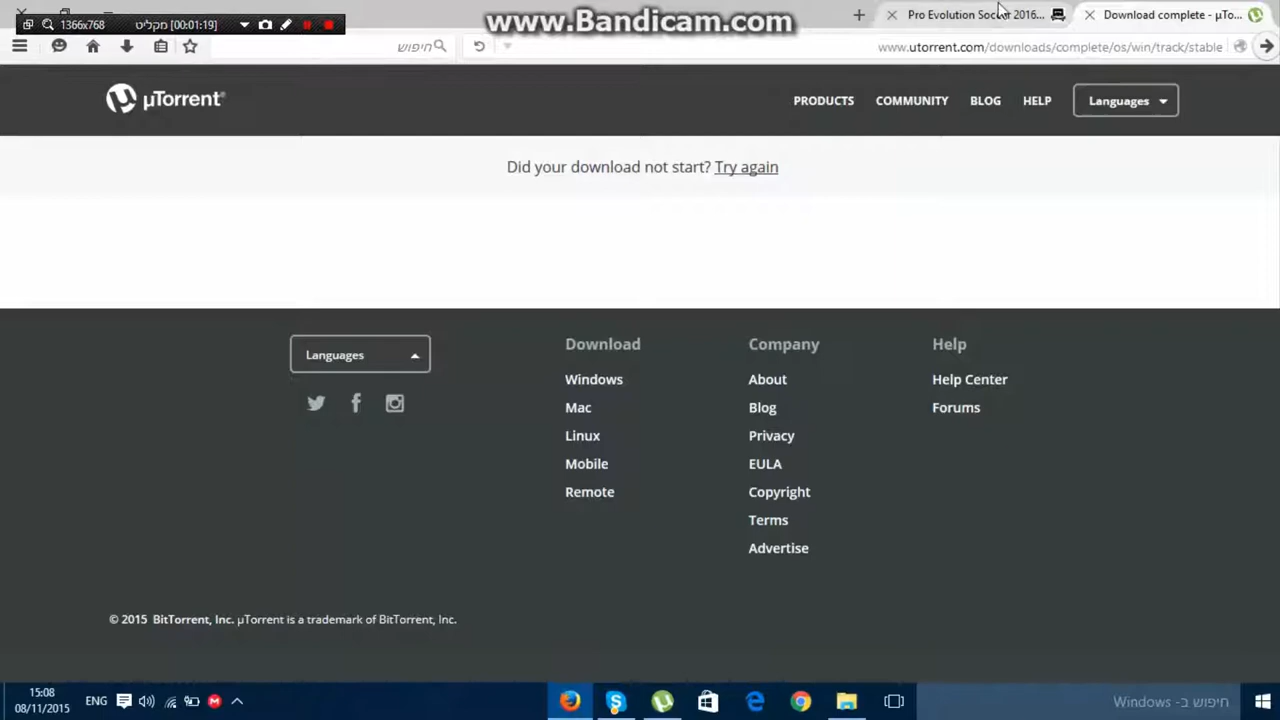 www.Bandicam.com
1366x768 מקליט [00:01:19]
Pro Evolution Soccer 2016...
Download complete - µTo...
חיפוש
www.utorrent.com/downloads/complete/os/win/track/stable
µTorrent
PRODUCTS COMMUNITY BLOG HELP Languages
Did your download not start? Try again
Languages
Download
Windows
Mac
Linux
Mobile
Remote
Company
About
Blog
Privacy
EULA
Copyright
Terms
Advertise
Help
Help Center
Forums
© 2015 BitTorrent, Inc. µTorrent is a trademark of BitTorrent, Inc.
15:08
08/11/2015
ENG
חיפוש ב- Windows